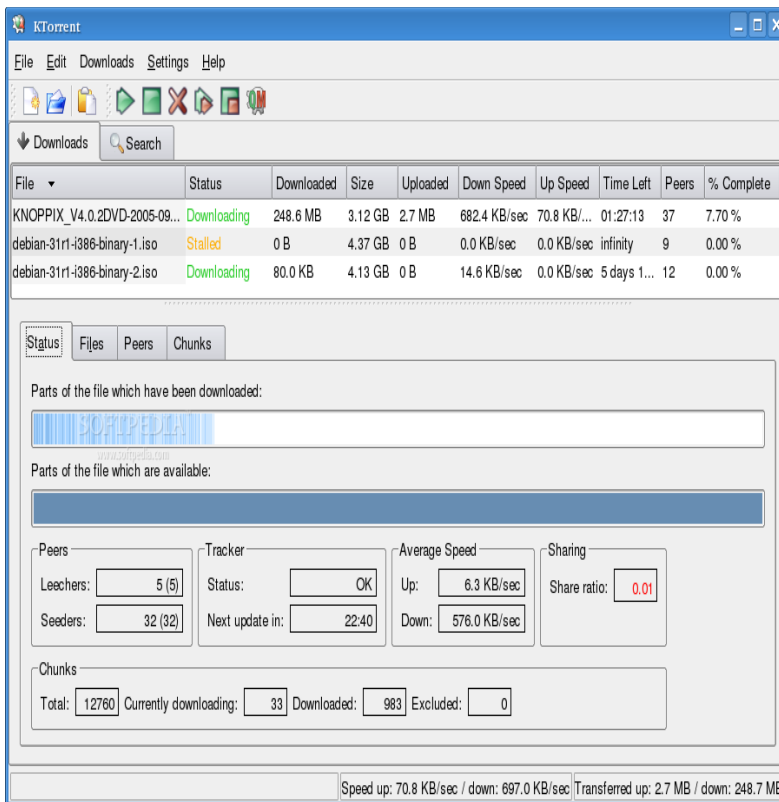 KTorrent
File Edit Downloads Settings Help
Downloads Search
File Status Downloaded Size Uploaded Down Speed Up Speed Time Left Peers % Complete
KNOPPIX_V4.0.2DVD-2005-09... Downloading 248.6 MB 3.12 GB 2.7 MB 682.4 KB/sec 70.8 KB/... 01:27:13 37 7.70 %
debian-31r1-i386-binary-1.iso Stalled 0 B 4.37 GB 0 B 0.0 KB/sec 0.0 KB/sec infinity 9 0.00 %
debian-31r1-i386-binary-2.iso Downloading 80.0 KB 4.13 GB 0 B 14.6 KB/sec 0.0 KB/sec 5 days 1... 12 0.00 %
Status Files Peers Chunks
Parts of the file which have been downloaded:
SOFTPEDIA
www.softpedia.com
Parts of the file which are available:
Peers Tracker Average Speed Sharing
Leechers: 5 (5) Status: OK Up: 6.3 KB/sec Share ratio: 0.01
Seeders: 32 (32) Next update in: 22:40 Down: 576.0 KB/sec
Chunks
Total: 12760 Currently downloading: 33 Downloaded: 983 Excluded: 0
Speed up: 70.8 KB/sec / down: 697.0 KB/sec Transferred up: 2.7 MB / down: 248.7 MB